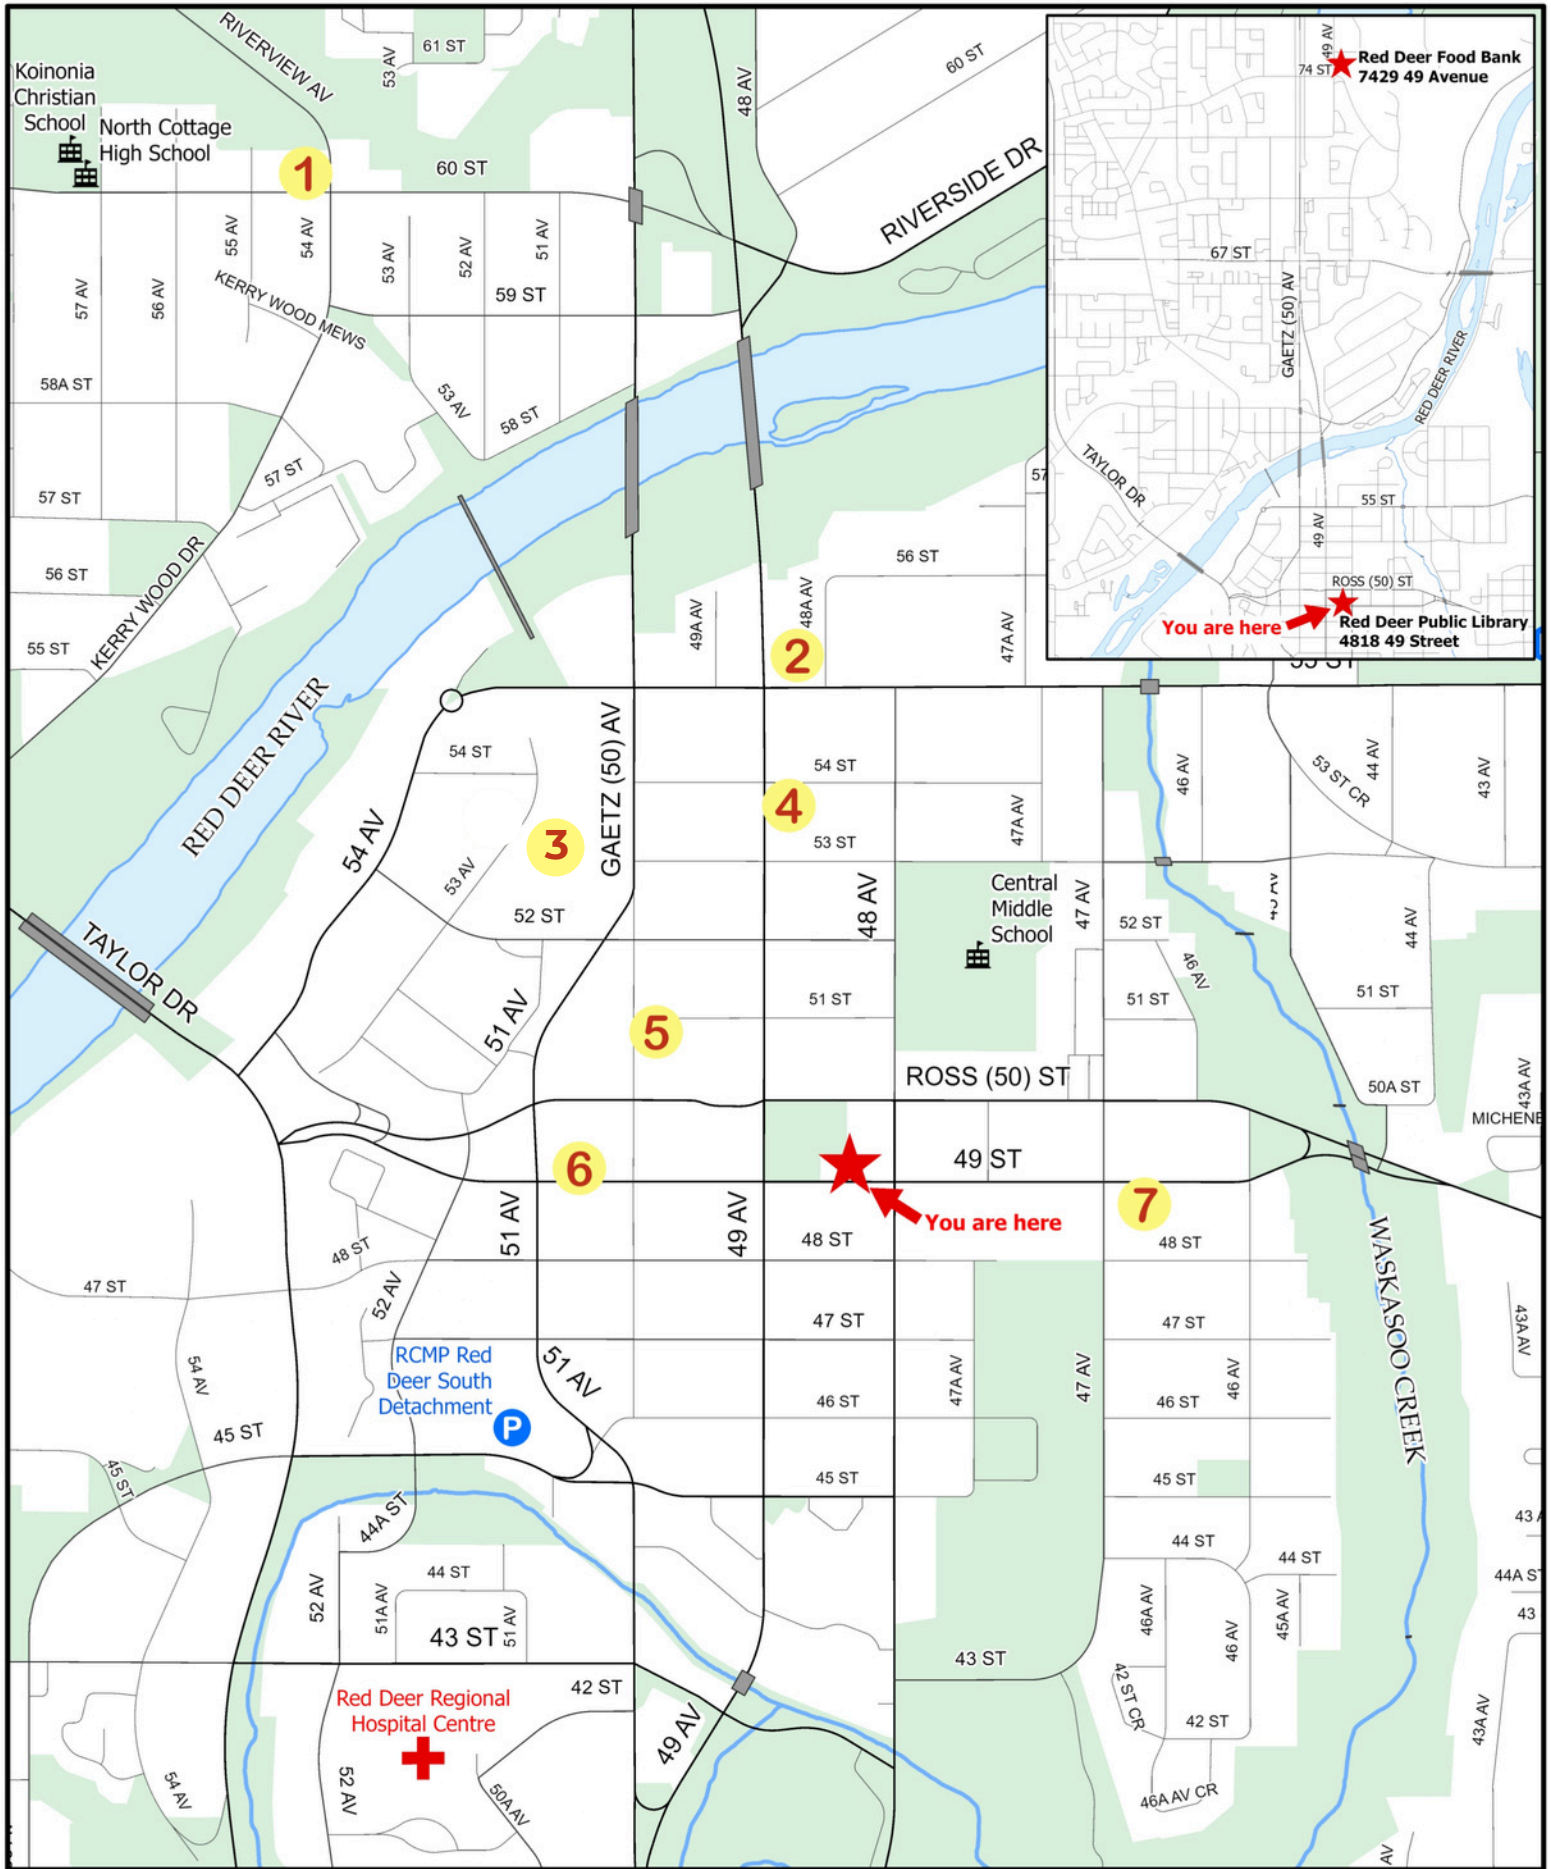 RIVERVIEW AV
61 ST
53 AV
48 AV
60 ST
Koinonia
Christian
School
North Cottage
High School
1
60 ST
RIVERSIDE DR
55 AV
54 AV
53 AV
52 AV
51 AV
57 AV
56 AV
KERRY WOOD MEWS
59 ST
58A ST
53 AV
58 ST
57 ST
57 ST
57
56 ST
56 ST
KERRY WOOD DR
49A AV
48A AV
47A AV
55 ST
2
55 ST
49 AV
74 ST
Red Deer Food Bank
7429 49 Avenue
67 ST
GAETZ (50) AV
RED DEER RIVER
TAYLOR DR
55 ST
49 AV
ROSS (50) ST
You are here
Red Deer Public Library
4818 49 Street
RED DEER RIVER
GAETZ (50) AV
54 ST
54 ST
46 AV
53 ST CR
44 AV
43 AV
54 AV
3
4
53 ST
47A AV
53 AV
52 ST
48 AV
Central
Middle
School
47 AV
52 ST
45 AV
44 AV
TAYLOR DR
51 AV
5
51 ST
46 AV
51 ST
51 ST
ROSS (50) ST
50A ST
43A AV
MICHENE
6
49 ST
7
51 AV
49 AV
You are here
48 ST
48 ST
48 ST
WASKASOO CREEK
47 ST
52 AV
47 ST
47 ST
43A AV
54 AV
RCMP Red
Deer South
Detachment
P
51 AV
47A AV
47 AV
46 AV
46 ST
46 ST
45 ST
45 ST
45 ST
45 ST
44A ST
43 A
44 ST
44 ST
44 ST
44A ST
52 AV
51A AV
43 ST
51 AV
46A AV
46 AV
45A AV
43
43 ST
Red Deer Regional
Hospital Centre
42 ST
49 AV
42 ST CR
42 ST
43A AV
54 AV
52 AV
50A AV
46A AV CR
AV